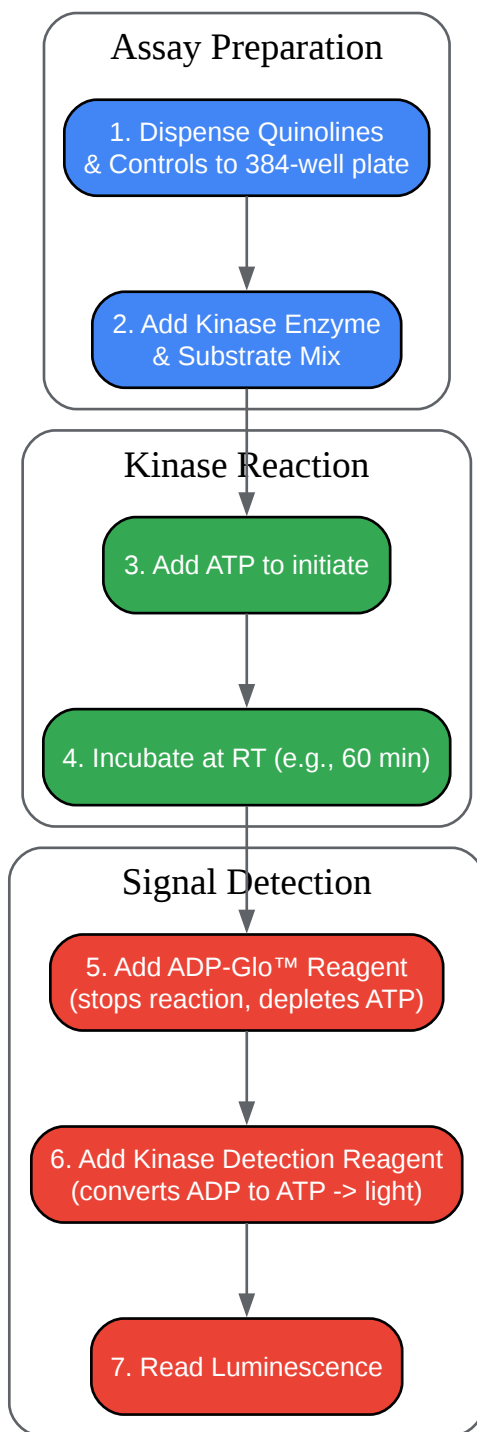 Assay Preparation
1. Dispense Quinolines
& Controls to 384-well plate
2. Add Kinase Enzyme
& Substrate Mix
Kinase Reaction
3. Add ATP to initiate
4. Incubate at RT (e.g., 60 min)
Signal Detection
5. Add ADP-Glo™ Reagent
(stops reaction, depletes ATP)
6. Add Kinase Detection Reagent
(converts ADP to ATP -> light)
7. Read Luminescence